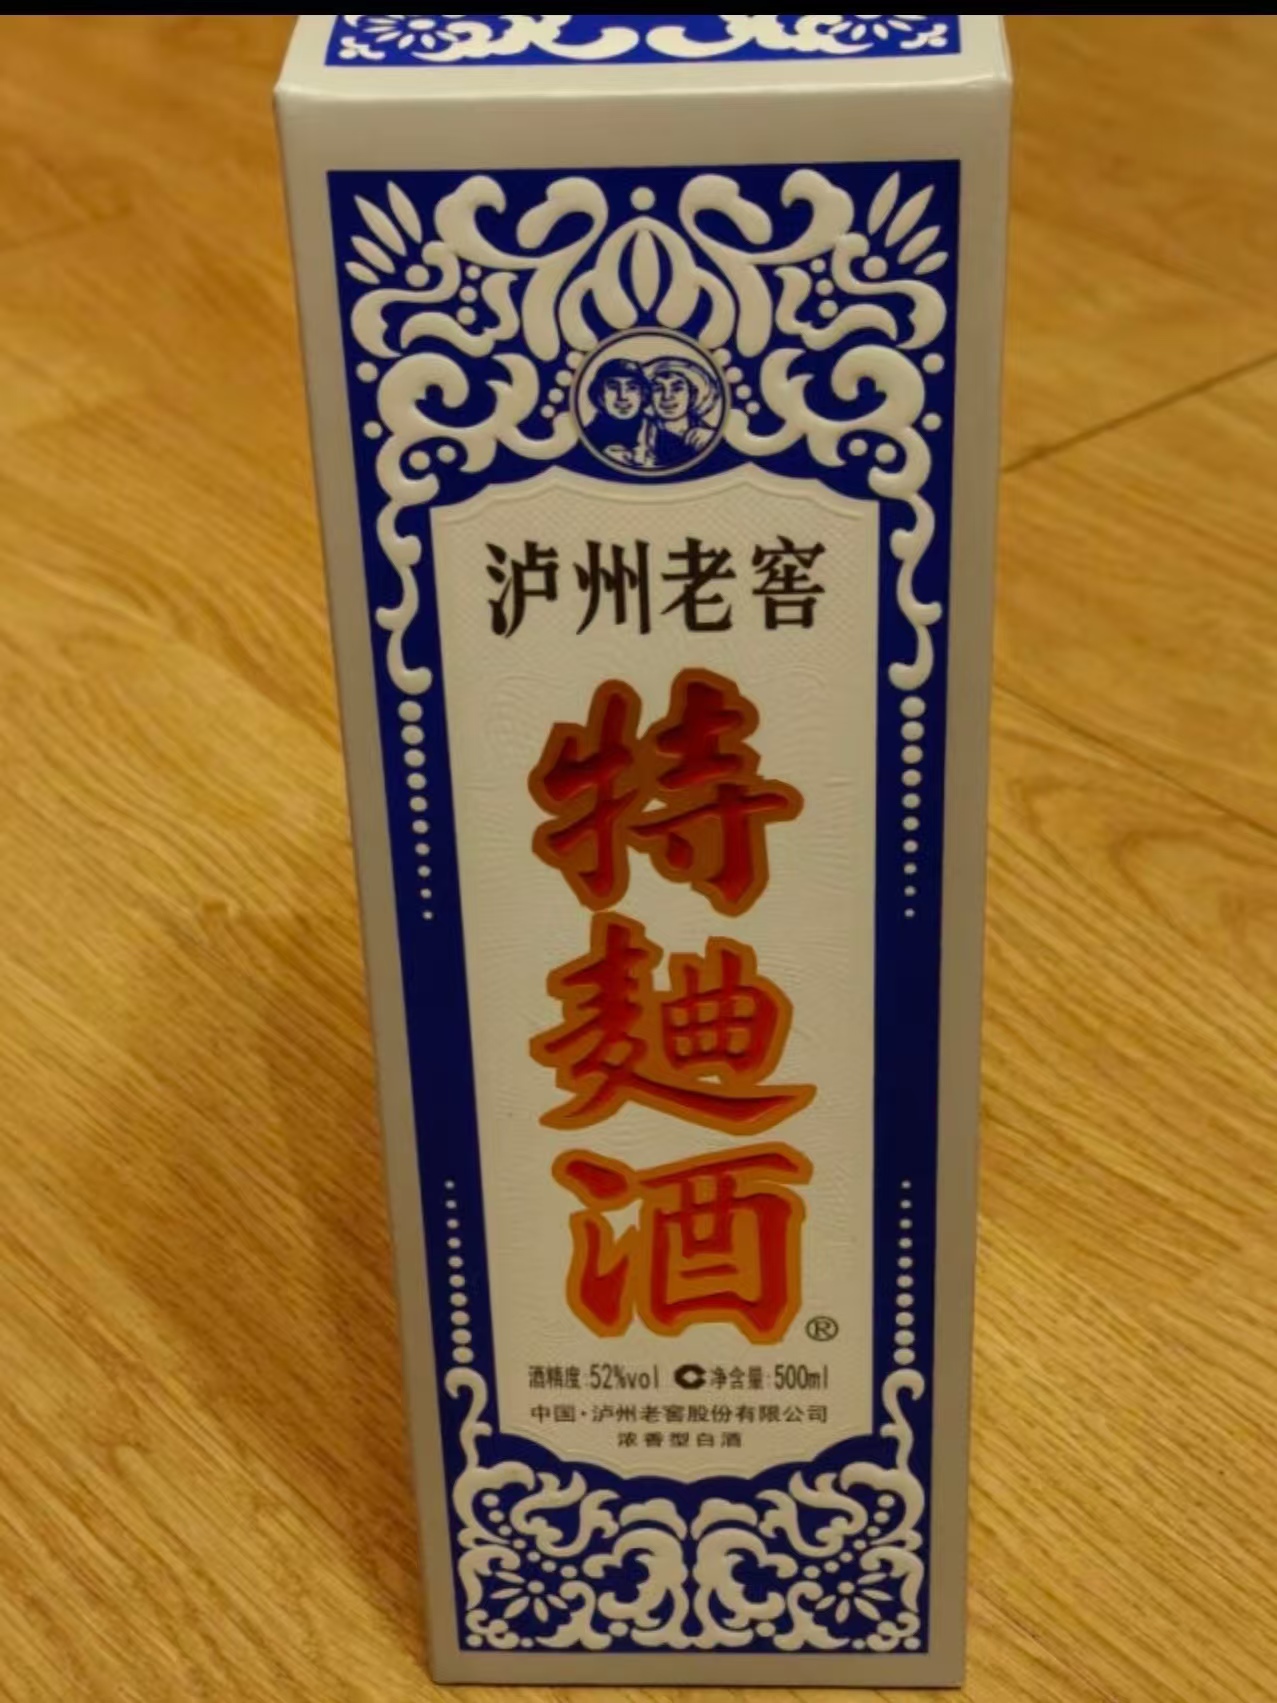 泸州老窖
特麯酒
®
酒精度:52%vol C净含量:500ml
中国·泸州老窖股份有限公司
浓香型白酒